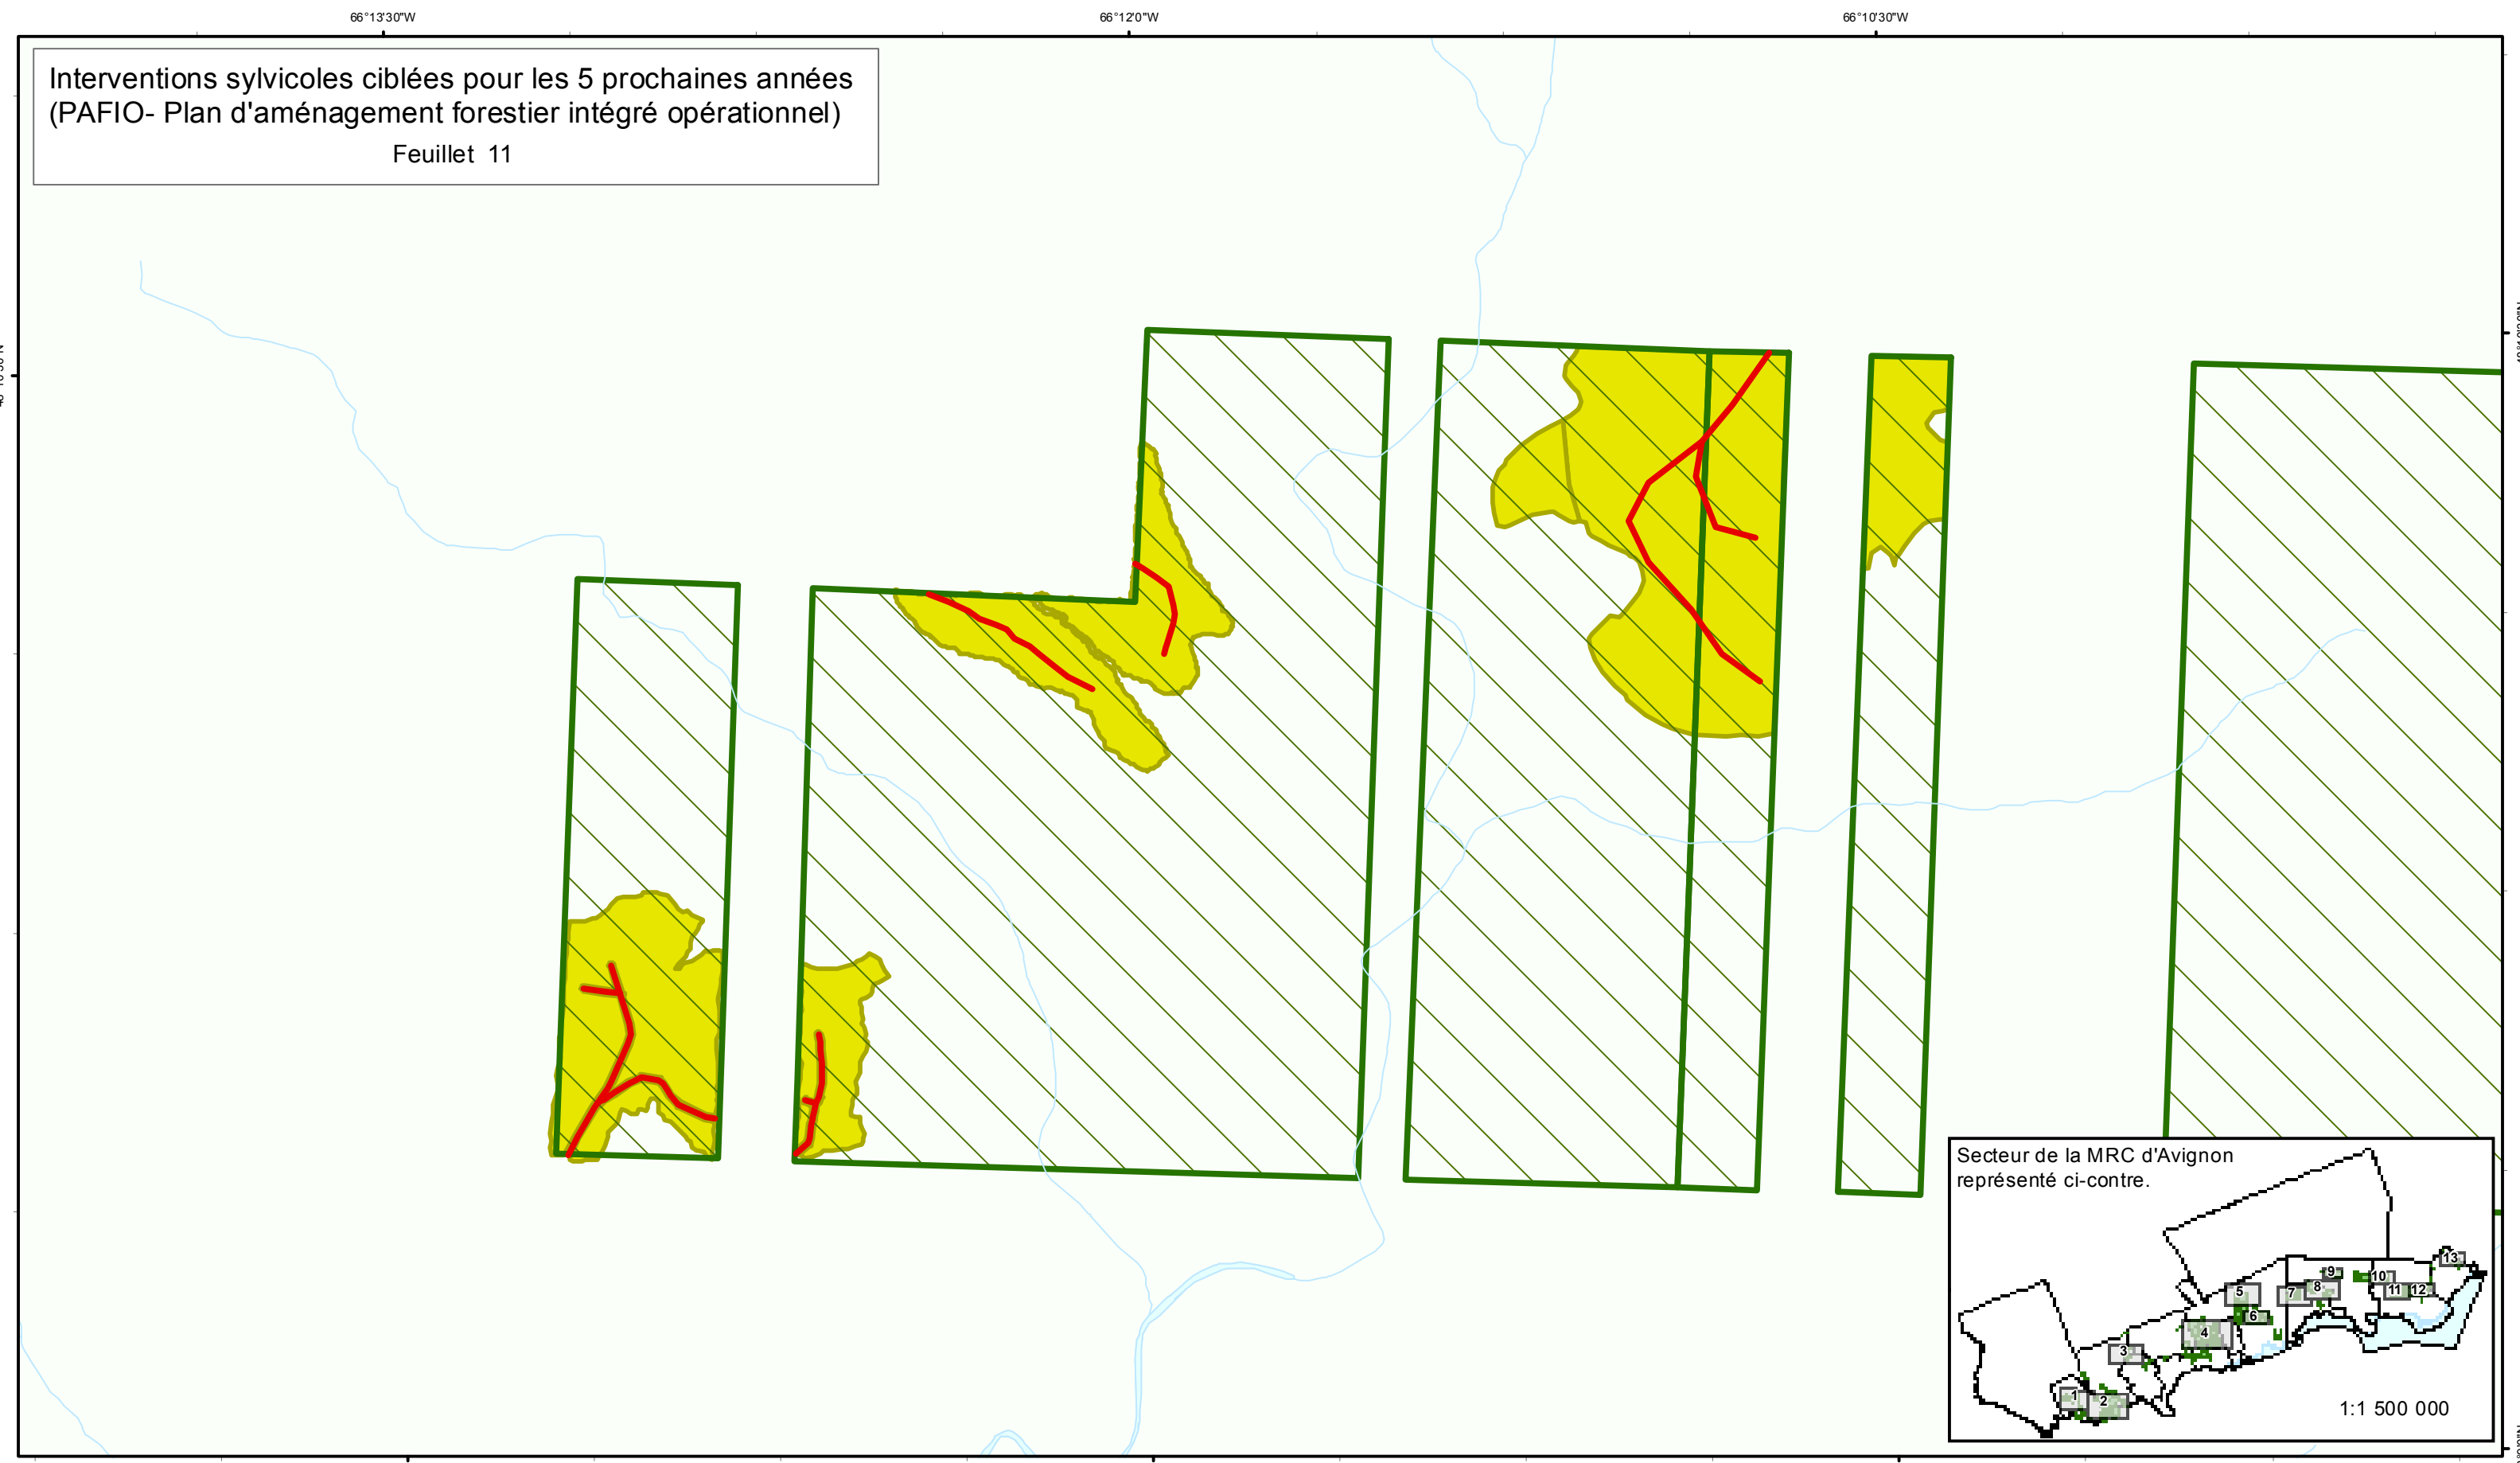 66°13'30"W
66°12'0"W
66°10'30"W
Interventions sylvicoles ciblées pour les 5 prochaines années
(PAFIO- Plan d'aménagement forestier intégré opérationnel)
Feuillet 11
Secteur de la MRC d'Avignon
représenté ci-contre.
13
9
10
8
11
12
5
7
6
4
3
1
2
1:1 500 000